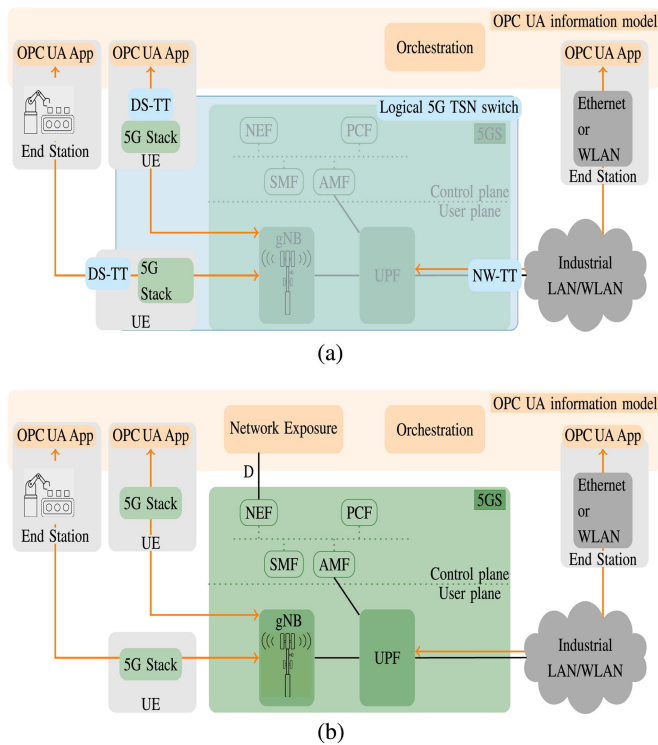 OPC UA information model
OPC UA App
OPC UA App
Orchestration
OPC UA App
DS-TT
Logical 5G TSN switch
Ethernet
or
WLAN
5G Stack
End Station
UE
NEF
PCF
5GS
End Station
SMF
AMF
Control plane
User plane
gNB
DS-TT
5G
Stack
UPF
NW-TT
Industrial
LAN/WLAN
UE
(a)
OPC UA information model
OPC UA App
OPC UA App
Network Exposure
Orchestration
OPC UA App
D
5G Stack
Ethernet
or
WLAN
5GS
End Station
UE
NEF
PCF
End Station
SMF
AMF
Control plane
User plane
gNB
5G Stack
UPF
Industrial
LAN/WLAN
UE
(b)